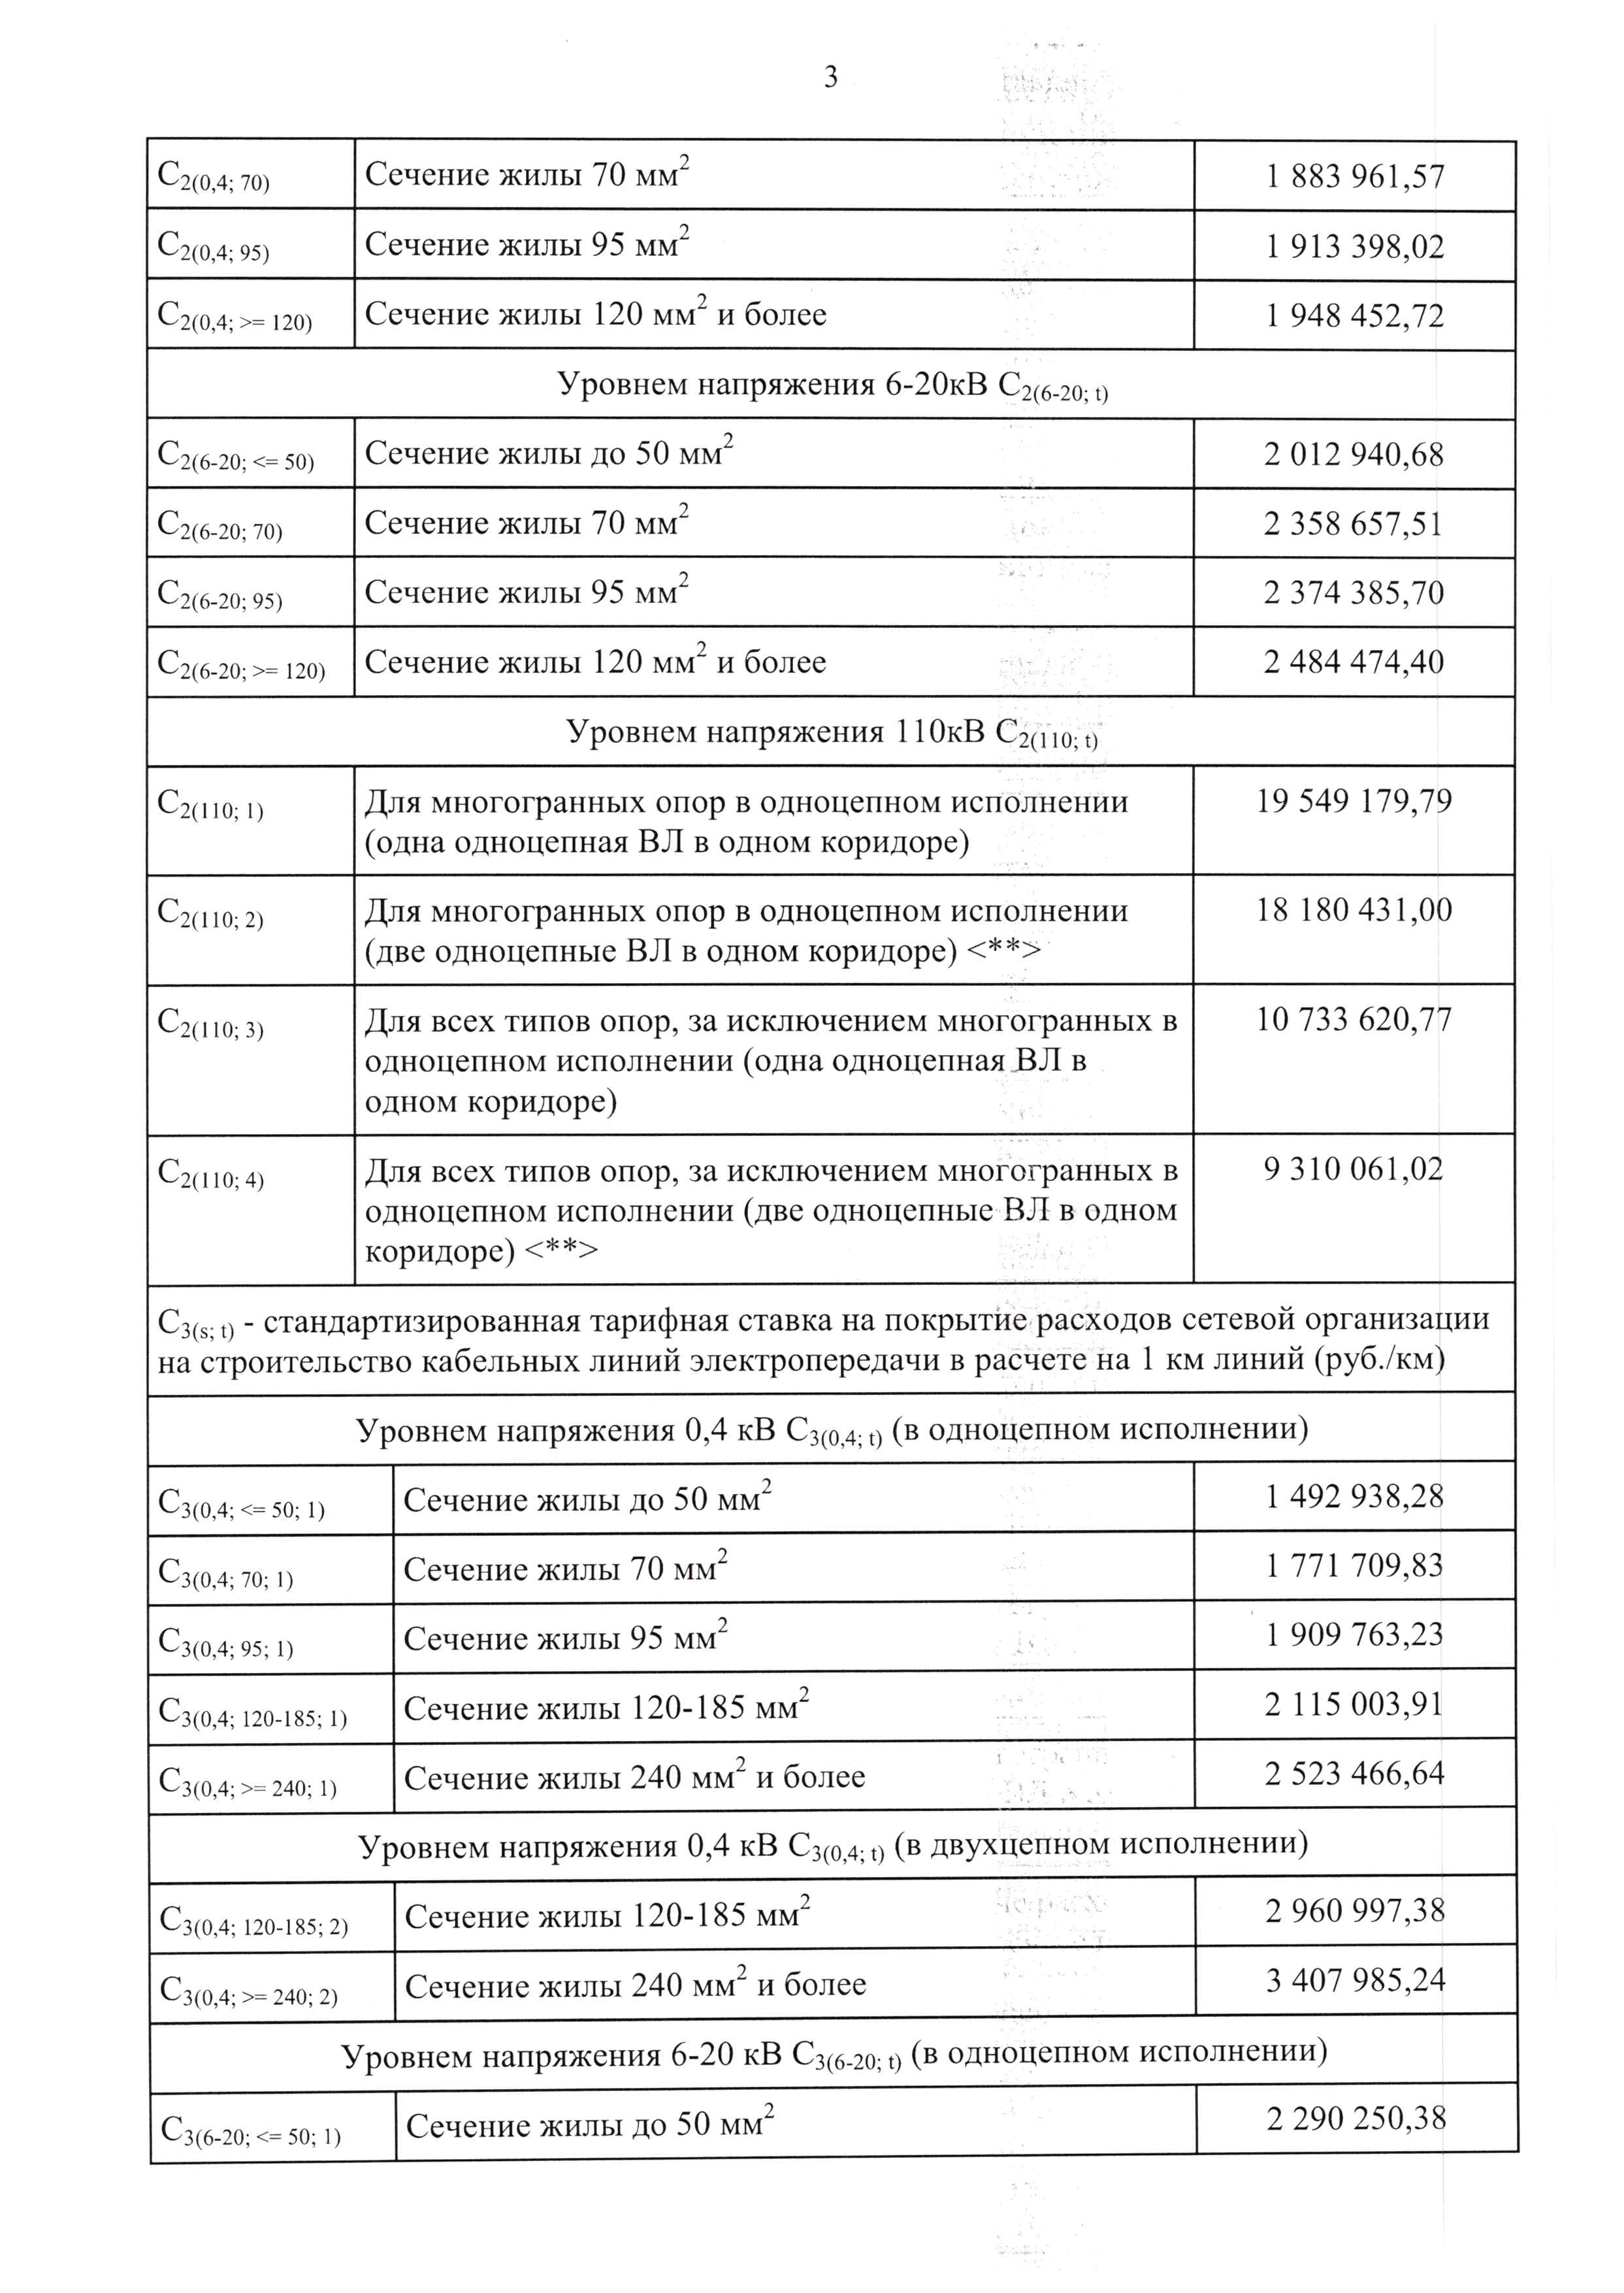 3
C2(0,4; 70) Сечение жилы 70 мм² 1 883 961,57
C2(0,4; 95) Сечение жилы 95 мм² 1 913 398,02
C2(0,4; >= 120) Сечение жилы 120 мм² и более 1 948 452,72
Уровнем напряжения 6-20кВ C2(6-20; t)
C2(6-20; <= 50) Сечение жилы до 50 мм² 2 012 940,68
C2(6-20; 70) Сечение жилы 70 мм² 2 358 657,51
C2(6-20; 95) Сечение жилы 95 мм² 2 374 385,70
C2(6-20; >= 120) Сечение жилы 120 мм² и более 2 484 474,40
Уровнем напряжения 110кВ C2(110; t)
C2(110; 1) Для многогранных опор в одноцепном исполнении 19 549 179,79
(одна одноцепная ВЛ в одном коридоре)
C2(110; 2) Для многогранных опор в одноцепном исполнении 18 180 431,00
(две одноцепные ВЛ в одном коридоре) <**>
C2(110; 3) Для всех типов опор, за исключением многогранных в 10 733 620,77
одноцепном исполнении (одна одноцепная ВЛ в
одном коридоре)
C2(110; 4) Для всех типов опор, за исключением многогранных в 9 310 061,02
одноцепном исполнении (две одноцепные ВЛ в одном
коридоре) <**>
C3(s; t) - стандартизированная тарифная ставка на покрытие расходов сетевой организации
на строительство кабельных линий электропередачи в расчете на 1 км линий (руб./км)
Уровнем напряжения 0,4 кВ C3(0,4; t) (в одноцепном исполнении)
C3(0,4; <= 50; 1) Сечение жилы до 50 мм² 1 492 938,28
C3(0,4; 70; 1) Сечение жилы 70 мм² 1 771 709,83
C3(0,4; 95; 1) Сечение жилы 95 мм² 1 909 763,23
C3(0,4; 120-185; 1) Сечение жилы 120-185 мм² 2 115 003,91
C3(0,4; >= 240; 1) Сечение жилы 240 мм² и более 2 523 466,64
Уровнем напряжения 0,4 кВ C3(0,4; t) (в двухцепном исполнении)
C3(0,4; 120-185; 2) Сечение жилы 120-185 мм² 2 960 997,38
C3(0,4; >= 240; 2) Сечение жилы 240 мм² и более 3 407 985,24
Уровнем напряжения 6-20 кВ C3(6-20; t) (в одноцепном исполнении)
C3(6-20; <= 50; 1) Сечение жилы до 50 мм² 2 290 250,38